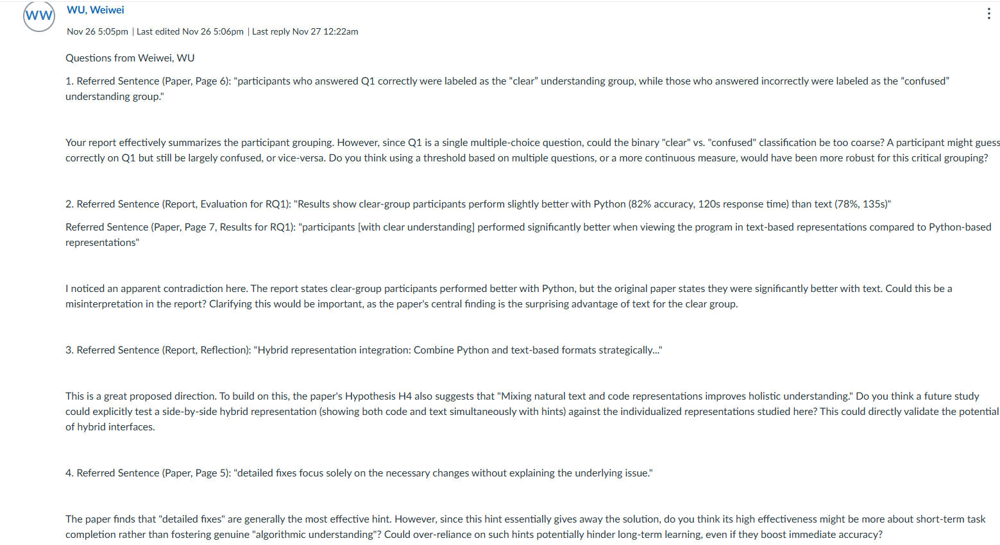 WW
WU, Weiwei
Nov 26 5:05pm | Last edited Nov 26 5:06pm | Last reply Nov 27 12:22am
Questions from Weiwei, WU
1. Referred Sentence (Paper, Page 6): "participants who answered Q1 correctly were labeled as the “clear” understanding group, while those who answered incorrectly were labeled as the “confused”
understanding group."
Your report effectively summarizes the participant grouping. However, since Q1 is a single multiple-choice question, could the binary "clear" vs. "confused" classification be too coarse? A participant might guess
correctly on Q1 but still be largely confused, or vice-versa. Do you think using a threshold based on multiple questions, or a more continuous measure, would have been more robust for this critical grouping?
2. Referred Sentence (Report, Evaluation for RQ1): "Results show clear-group participants perform slightly better with Python (82% accuracy, 120s response time) than text (78%, 135s)"
Referred Sentence (Paper, Page 7, Results for RQ1): "participants [with clear understanding] performed significantly better when viewing the program in text-based representations compared to Python-based
representations"
I noticed an apparent contradiction here. The report states clear-group participants performed better with Python, but the original paper states they were significantly better with text. Could this be a
misinterpretation in the report? Clarifying this would be important, as the paper's central finding is the surprising advantage of text for the clear group.
3. Referred Sentence (Report, Reflection): "Hybrid representation integration: Combine Python and text-based formats strategically..."
This is a great proposed direction. To build on this, the paper's Hypothesis H4 also suggests that "Mixing natural text and code representations improves holistic understanding." Do you think a future study
could explicitly test a side-by-side hybrid representation (showing both code and text simultaneously with hints) against the individualized representations studied here? This could directly validate the potential
of hybrid interfaces.
4. Referred Sentence (Paper, Page 5): "detailed fixes focus solely on the necessary changes without explaining the underlying issue."
The paper finds that "detailed fixes" are generally the most effective hint. However, since this hint essentially gives away the solution, do you think its high effectiveness might be more about short-term task
completion rather than fostering genuine "algorithmic understanding"? Could over-reliance on such hints potentially hinder long-term learning, even if they boost immediate accuracy?